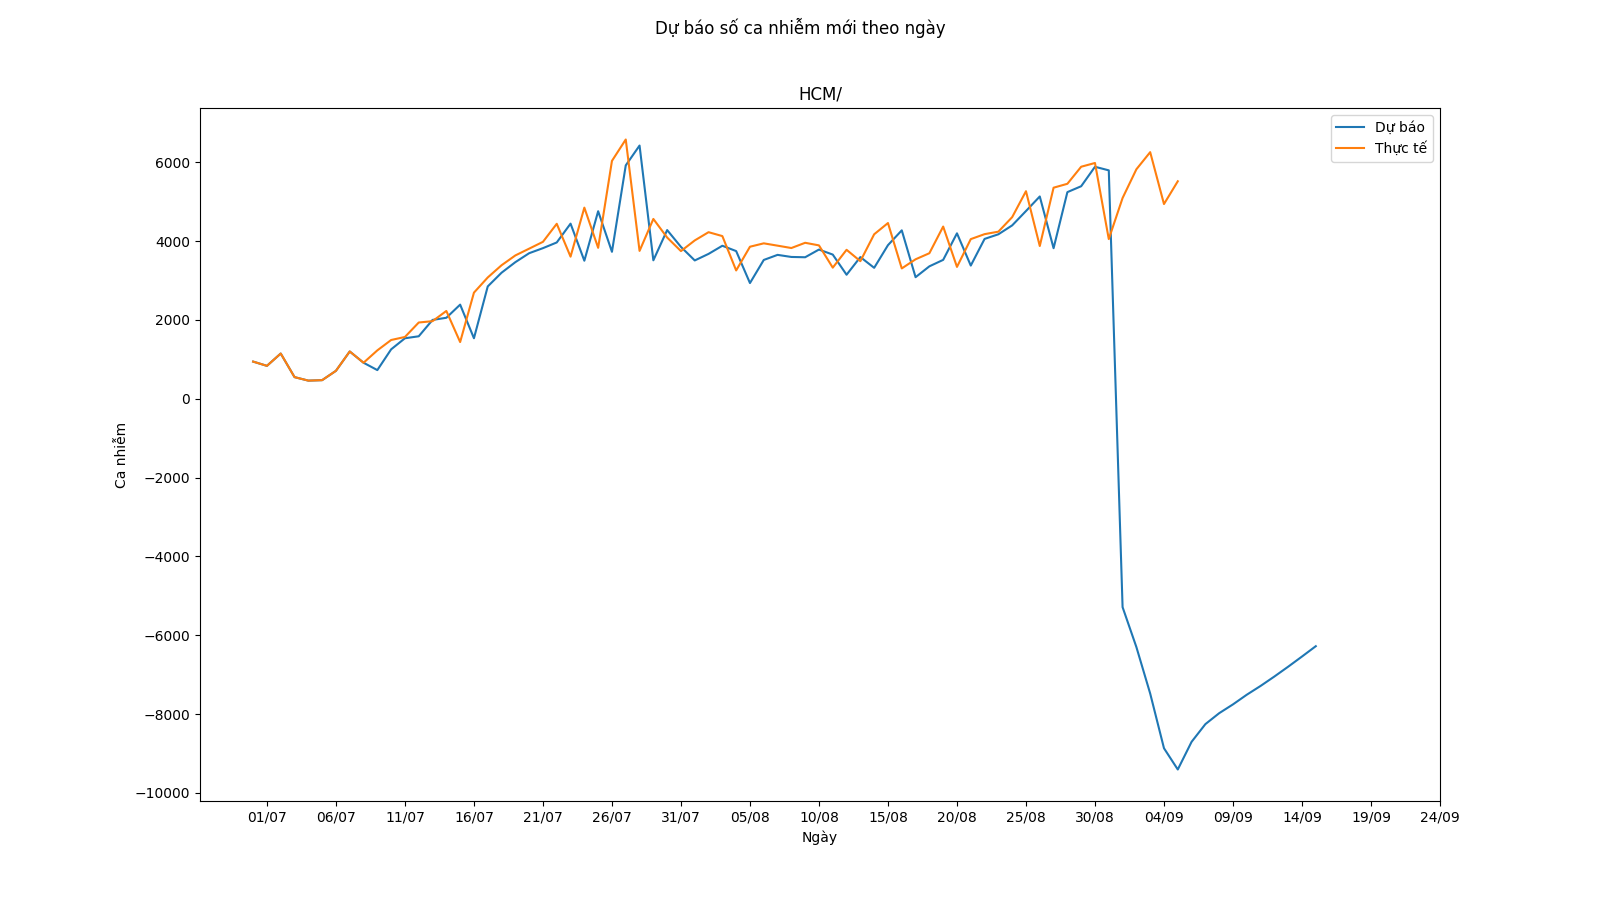 Dự báo số ca nhiễm mới theo ngày
HCM/
Dự báo
Thực tế
6000
4000
2000
0
−2000
−4000
−6000
−8000
−10000
Ca nhiễm
01/07 06/07 11/07 16/07 21/07 26/07 31/07 05/08 10/08 15/08 20/08 25/08 30/08 04/09 09/09 14/09 19/09 24/09
Ngày